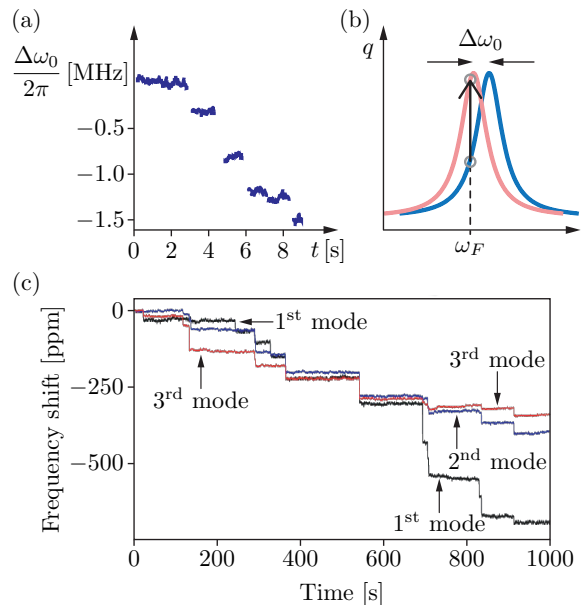 (a)
Δω₀
2π
[MHz]
0
−0.5
−1.0
−1.5
0 2 4 6 8 t [s]
(b)
q
Δω₀
ω_F
(c)
0
−250
−500
Frequency shift [ppm]
1st mode
3rd mode
3rd mode
2nd mode
1st mode
0 200 400 600 800 1000
Time [s]